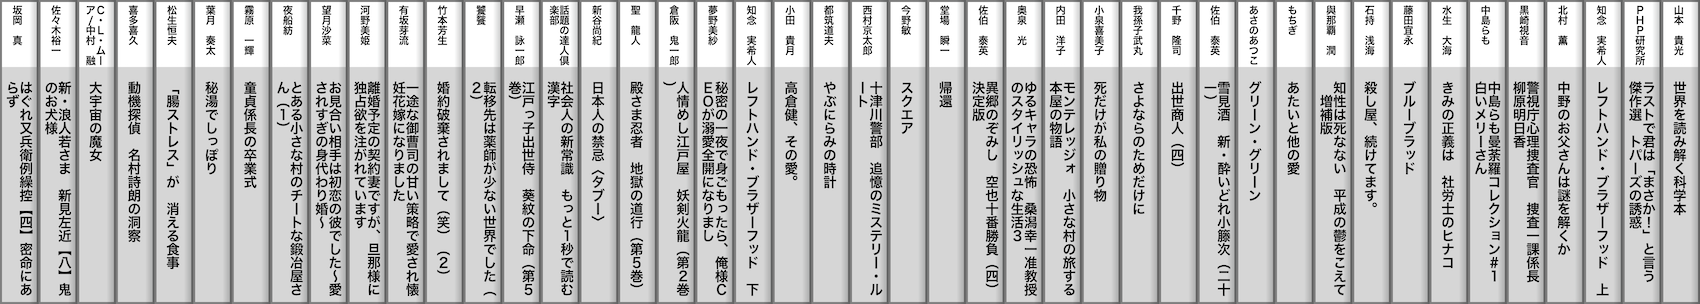 山本　貴光
世界を読み解く科学本
ＰＨＰ研究所
ラストで君は「まさか！」と言う
傑作選　トパーズの誘惑
知念　実希人
レフトハンド・ブラザーフッド　上
北村　薫
中野のお父さんは謎を解くか
黒崎視音
警視庁心理捜査官　捜査一課係長
柳原明日香
中島らも
中島らも曼荼羅コレクション＃１
白いメリーさん
水生　大海
きみの正義は　社労士のヒナコ
藤田宜永
ブルーブラッド
石持　浅海
殺し屋、続けてます。
與那覇　潤
知性は死なない　平成の鬱をこえて
増補版
もちぎ
あたいと他の愛
あさのあつこ
グリーン・グリーン
佐伯　泰英
雪見酒　新・酔いどれ小籐次（二十
一）
千野　隆司
出世商人（四）
我孫子武丸
さよならのためだけに
小泉喜美子
死だけが私の贈り物
内田　洋子
モンテレッジォ　小さな村の旅する
本屋の物語
奥泉　光
ゆるキャラの恐怖　桑潟幸一准教授
のスタイリッシュな生活３
佐伯　泰英
異郷のぞみし　空也十番勝負（四）
決定版
堂場　瞬一
帰還
今野敏
スクエア
西村京太郎
十津川警部　追憶のミステリー・ル
ート
都筑道夫
やぶにらみの時計
小田　貴月
高倉健、その愛。
知念　実希人
レフトハンド・ブラザーフッド　下
夢野美紗
秘密の一夜で身ごもったら、俺様Ｃ
ＥＯが溺愛全開になりまし
倉阪　鬼一郎
人情めし江戸屋　妖剣火龍（第２巻
）
聖　龍人
殿さま忍者　地獄の道行（第５巻）
新谷尚紀
日本人の禁忌〈タブー〉
話題の達人倶
楽部
社会人の新常識　もっと１秒で読む
漢字
早瀬　詠一郎
江戸っ子出世侍　葵紋の下命（第５
巻）
饕餮
転移先は薬師が少ない世界でした（
２）
竹本芳生
婚約破棄されまして（笑）（２）
有坂芽流
一途な御曹司の甘い策略で愛され懐
妊花嫁になりました
河野美姫
離婚予定の契約妻ですが、旦那様に
独占欲を注がれています
望月沙菜
お見合い相手は初恋の彼でした～愛
されすぎの身代わり婚～
夜船紡
とある小さな村のチートな鍛冶屋さ
ん（１）
霧原　一輝
童貞係長の卒業式
葉月　奏太
秘湯でしっぽり
松生恒夫
「腸ストレス」が　消える食事
喜多喜久
動機探偵　名村詩朗の洞察
Ｃ・Ｌ・ムー
ア／中村　融
大宇宙の魔女
佐々木裕一
新・浪人若さま　新見左近【八】鬼
のお犬様
坂岡　真
はぐれ又兵衛例繰控【四】密命にあ
らず